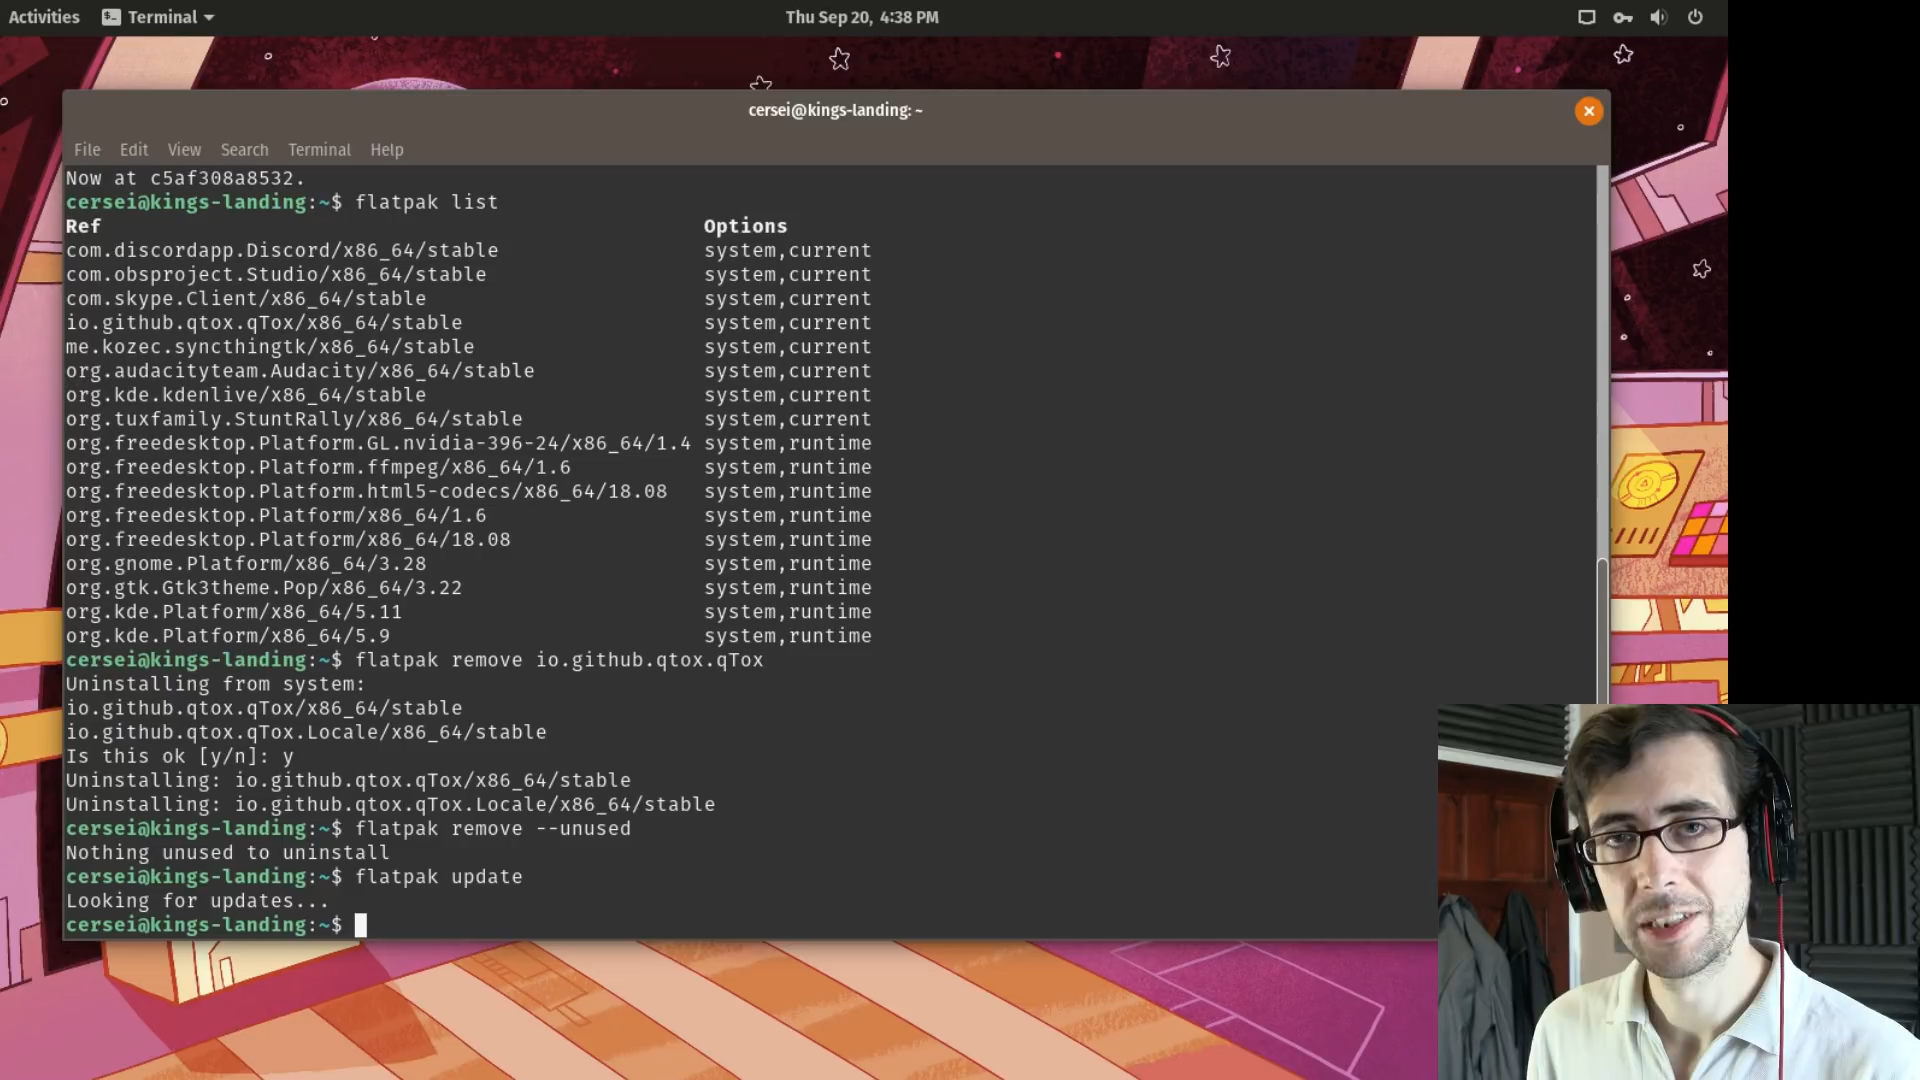 Activities Terminal Thu Sep 20, 4:38 PM
cersei@kings-landing: ~
File Edit View Search Terminal Help
Now at c5af308a8532.
cersei@kings-landing:~$ flatpak list
Ref Options
com.discordapp.Discord/x86_64/stable system,current
com.obsproject.Studio/x86_64/stable system,current
com.skype.Client/x86_64/stable system,current
io.github.qtox.qTox/x86_64/stable system,current
me.kozec.syncthingtk/x86_64/stable system,current
org.audacityteam.Audacity/x86_64/stable system,current
org.kde.kdenlive/x86_64/stable system,current
org.tuxfamily.StuntRally/x86_64/stable system,current
org.freedesktop.Platform.GL.nvidia-396-24/x86_64/1.4 system,runtime
org.freedesktop.Platform.ffmpeg/x86_64/1.6 system,runtime
org.freedesktop.Platform.html5-codecs/x86_64/18.08 system,runtime
org.freedesktop.Platform/x86_64/1.6 system,runtime
org.freedesktop.Platform/x86_64/18.08 system,runtime
org.gnome.Platform/x86_64/3.28 system,runtime
org.gtk.Gtk3theme.Pop/x86_64/3.22 system,runtime
org.kde.Platform/x86_64/5.11 system,runtime
org.kde.Platform/x86_64/5.9 system,runtime
cersei@kings-landing:~$ flatpak remove io.github.qtox.qTox
Uninstalling from system:
io.github.qtox.qTox/x86_64/stable
io.github.qtox.qTox.Locale/x86_64/stable
Is this ok [y/n]: y
Uninstalling: io.github.qtox.qTox/x86_64/stable
Uninstalling: io.github.qtox.qTox.Locale/x86_64/stable
cersei@kings-landing:~$ flatpak remove --unused
Nothing unused to uninstall
cersei@kings-landing:~$ flatpak update
Looking for updates...
cersei@kings-landing:~$